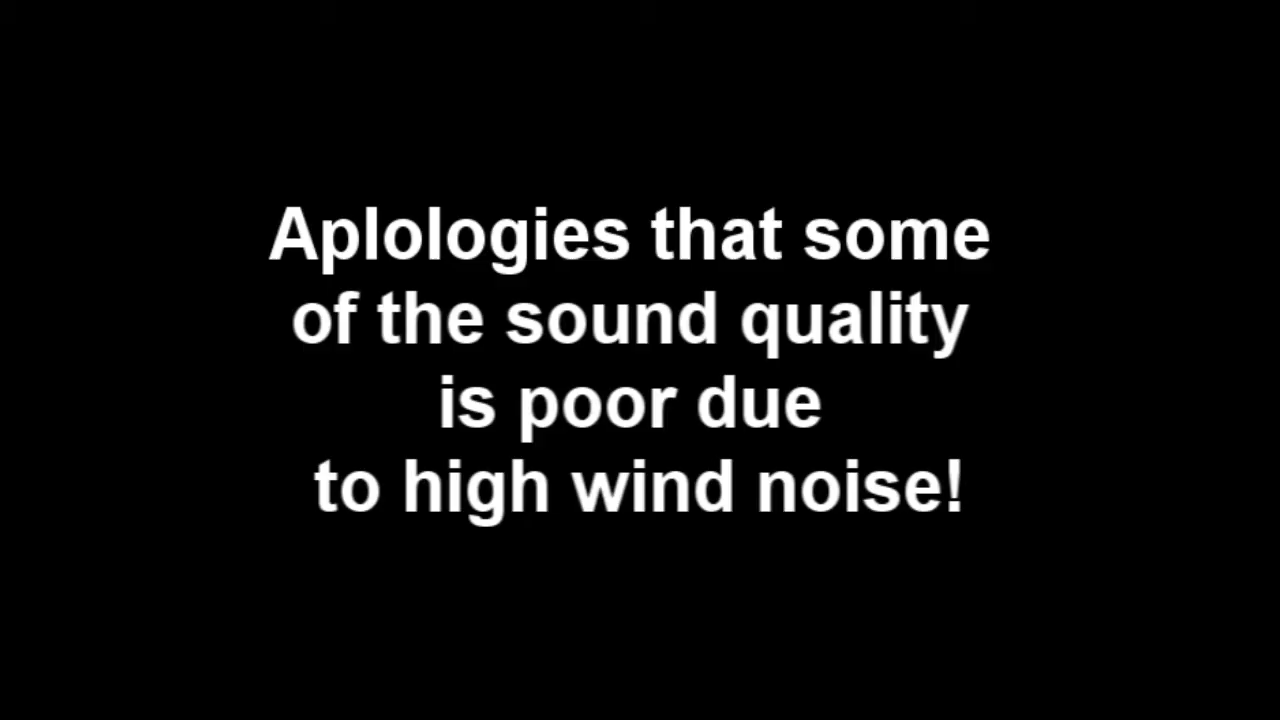 Aplologies that some
of the sound quality
is poor due
to high wind noise!